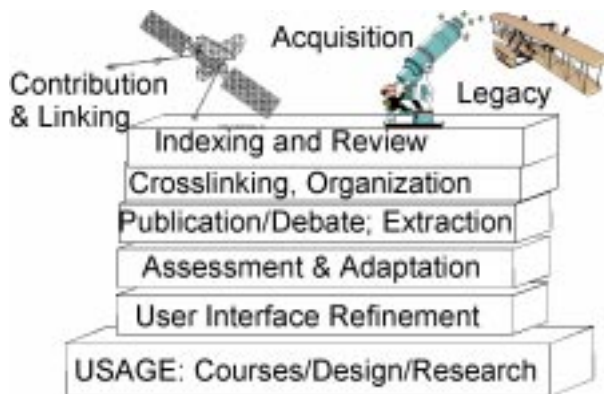 Acquisition
Contribution
& Linking
Legacy
Indexing and Review
Crosslinking, Organization
Publication/Debate; Extraction
Assessment & Adaptation
User Interface Refinement
USAGE: Courses/Design/Research